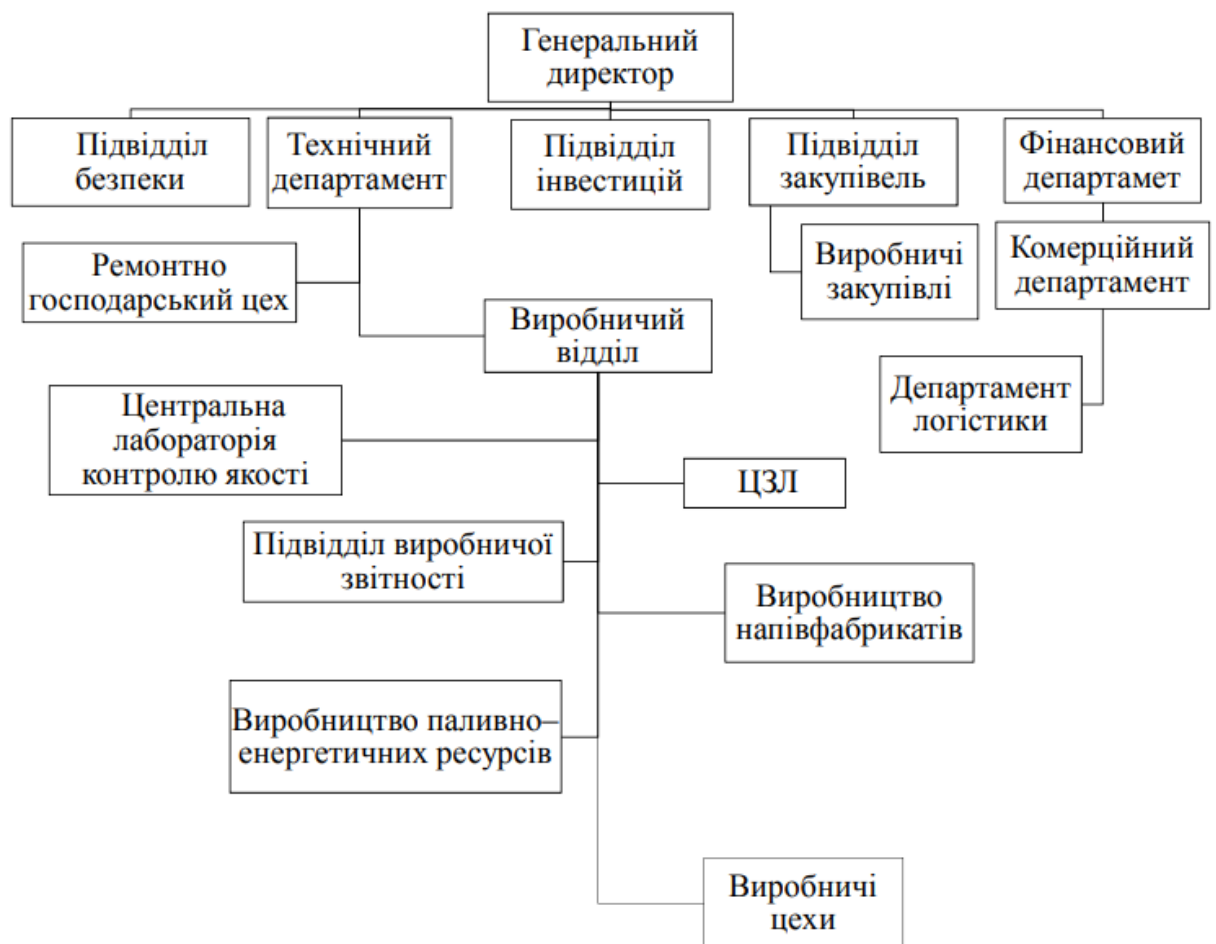 Генеральний
директор
Підвідділ
безпеки
Технічний
департамент
Підвідділ
інвестицій
Підвідділ
закупівель
Фінансовий
департамет
Ремонтно
господарський цех
Виробничі
закупівлі
Комерційний
департамент
Виробничий
відділ
Департамент
логістики
Центральна
лабораторія
контролю якості
ЦЗЛ
Підвідділ виробничої
звітності
Виробництво
напівфабрикатів
Виробництво паливно–
енергетичних ресурсів
Виробничі
цехи